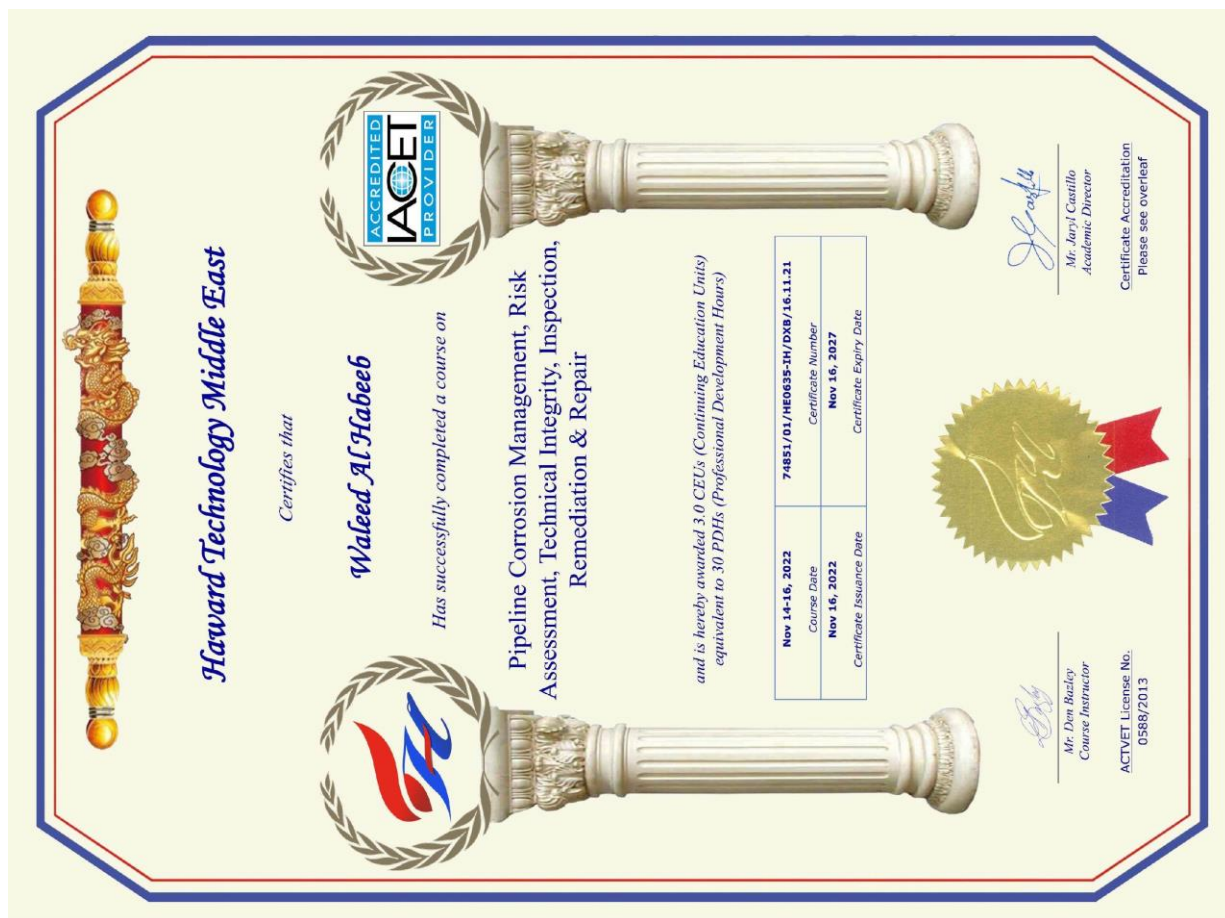 Haward Technology Middle East
Certifies that
ACCREDITED
IACET
PROVIDER
Waleed Al Habeeb
Has successfully completed a course on
Pipeline Corrosion Management, Risk
Assessment, Technical Integrity, Inspection,
Remediation & Repair
and is hereby awarded 3.0 CEUs (Continuing Education Units)
equivalent to 30 PDHs (Professional Development Hours)
Nov 14-16, 2022 74851/01/HE0635-IH/DXB/16.11.21
Course Date Certificate Number
Nov 16, 2022 Nov 16, 2027
Certificate Issuance Date Certificate Expiry Date
Mr. Den Bazley
Course Instructor
Mr. Jaryl Castillo
Academic Director
ACTVET License No.
0588/2013
Certificate Accreditation
Please see overleaf